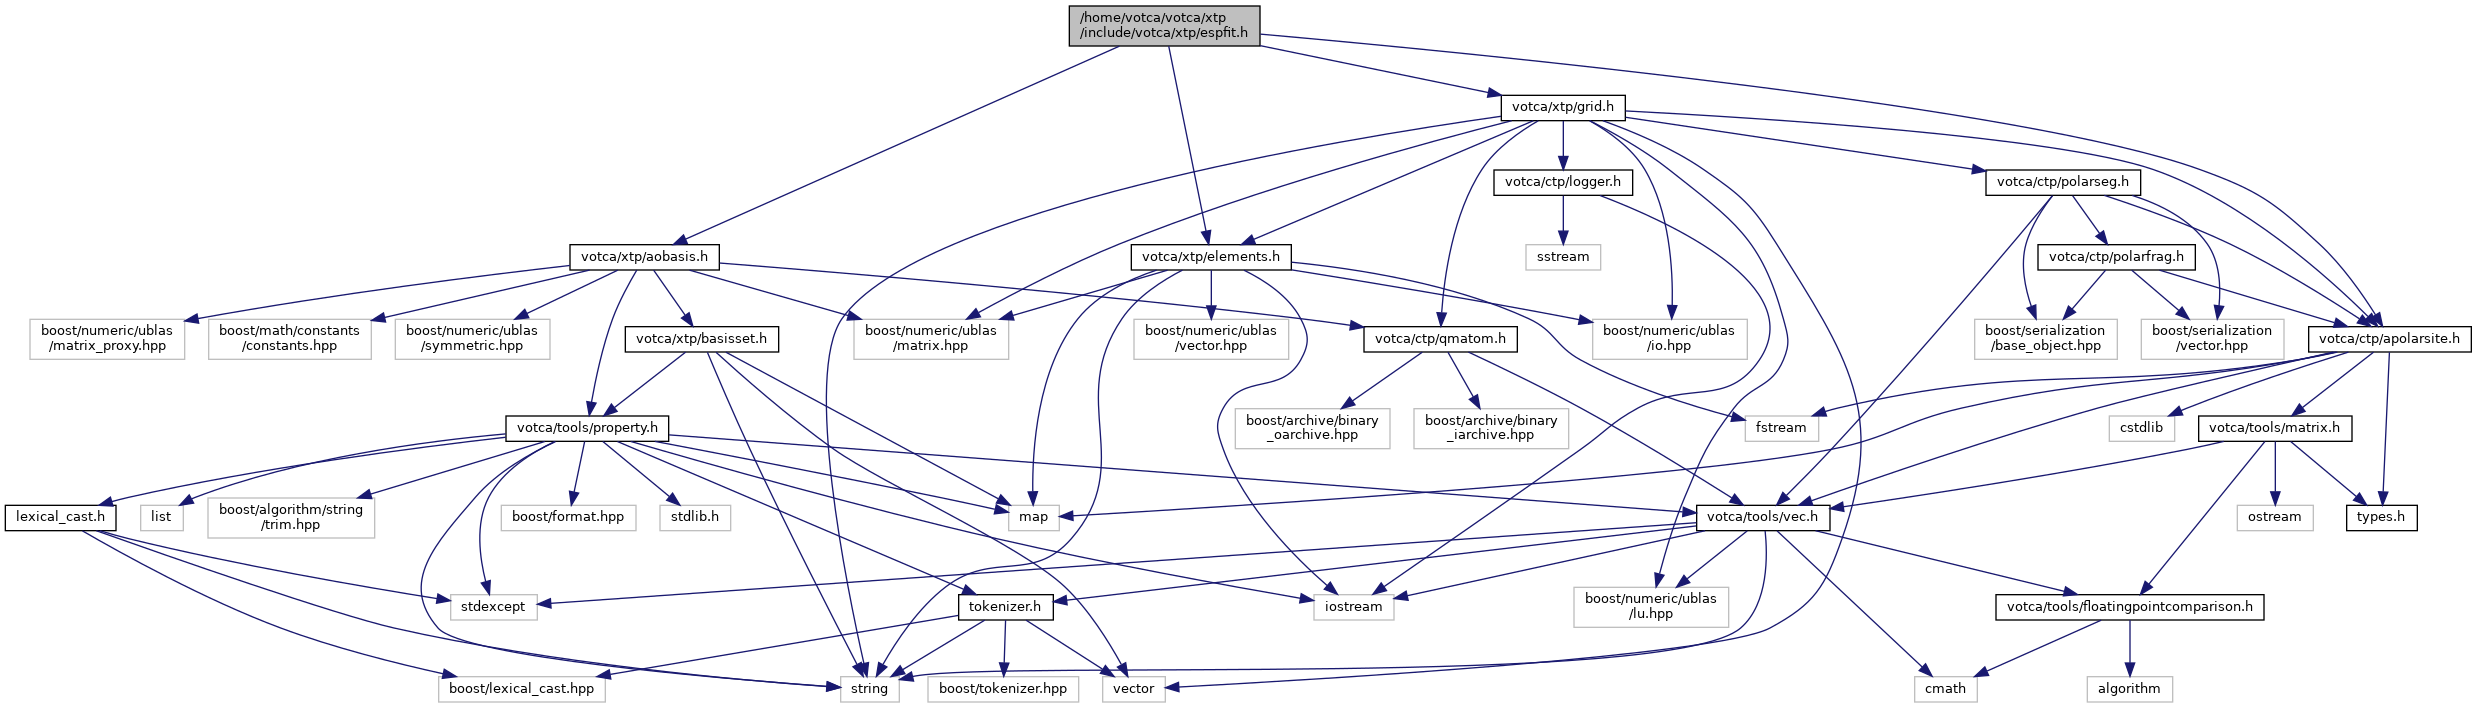 /home/votca/votca/xtp
/include/votca/xtp/espfit.h
votca/xtp/grid.h
votca/ctp/logger.h
votca/ctp/polarseg.h
votca/xtp/aobasis.h
votca/xtp/elements.h
sstream
votca/ctp/polarfrag.h
boost/numeric/ublas
/matrix_proxy.hpp
boost/math/constants
/constants.hpp
boost/numeric/ublas
/symmetric.hpp
votca/xtp/basisset.h
boost/numeric/ublas
/matrix.hpp
boost/numeric/ublas
/vector.hpp
votca/ctp/qmatom.h
boost/numeric/ublas
/io.hpp
boost/serialization
/base_object.hpp
boost/serialization
/vector.hpp
votca/ctp/apolarsite.h
votca/tools/property.h
boost/archive/binary
_oarchive.hpp
boost/archive/binary
_iarchive.hpp
fstream
cstdlib
votca/tools/matrix.h
lexical_cast.h
list
boost/algorithm/string
/trim.hpp
boost/format.hpp
stdlib.h
map
votca/tools/vec.h
ostream
types.h
stdexcept
tokenizer.h
iostream
boost/numeric/ublas
/lu.hpp
votca/tools/floatingpointcomparison.h
boost/lexical_cast.hpp
string
boost/tokenizer.hpp
vector
cmath
algorithm